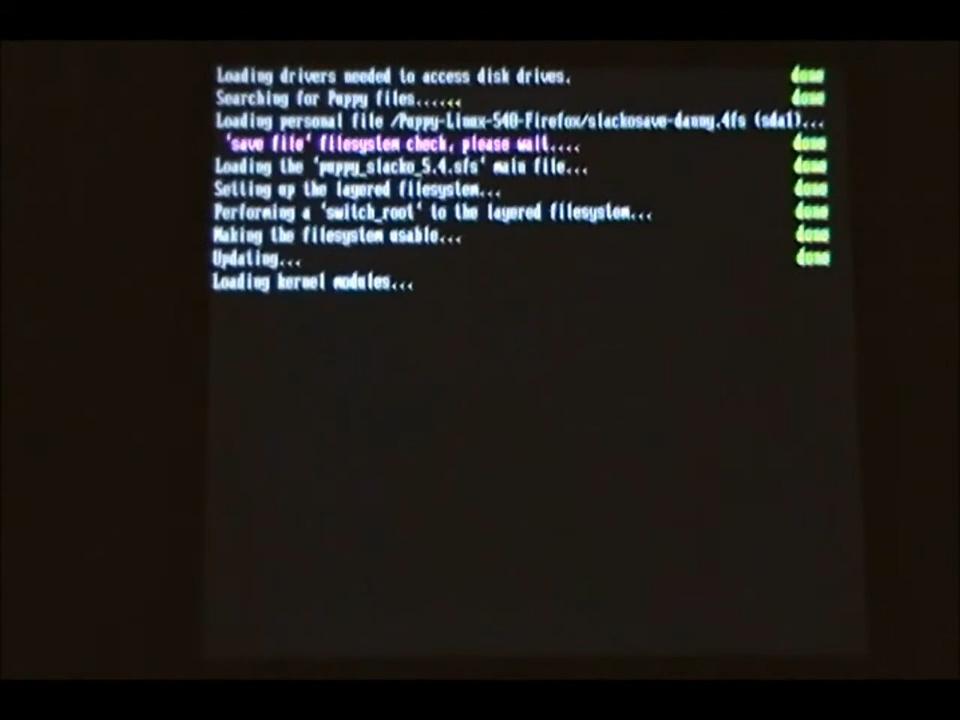 Loading drivers needed to access disk drives. done
Searching for Puppy files...... done
Loading personal file /Puppy-Linux-540-Firefox/slackosave-danny.4fs (sda1)...
'save file' filesystem check, please wait.... done
Loading the 'puppy_slacko_5.4.sfs' main file... done
Setting up the layered filesystem... done
Performing a 'switch_root' to the layered filesystem... done
Making the filesystem usable... done
Updating... done
Loading kernel modules...